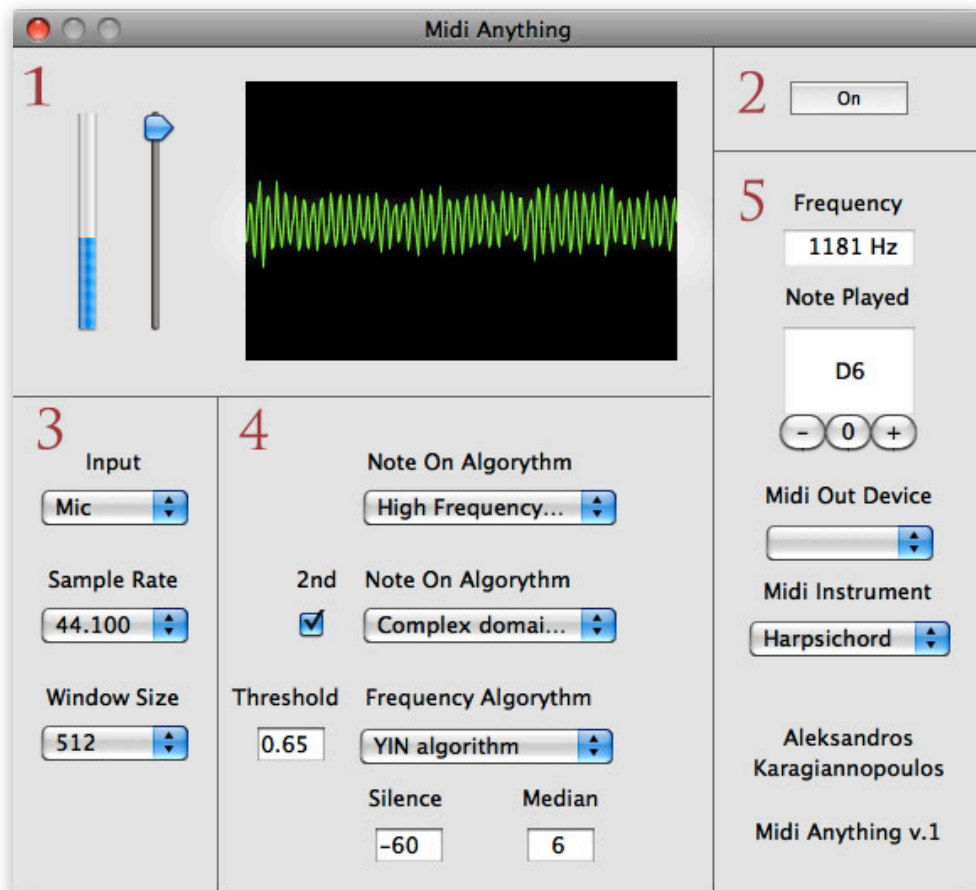 Midi Anything
1
2
On
5
Frequency
1181 Hz
Note Played
D6
- 0 +
Midi Out Device
Midi Instrument
Harpsichord
Aleksandros
Karagiannopoulos
Midi Anything v.1
3
Input
Mic
Sample Rate
44.100
Window Size
512
4
Note On Algorythm
High Frequency...
2nd Note On Algorythm
Complex domai...
Threshold Frequency Algorythm
0.65 YIN algorithm
Silence Median
-60 6